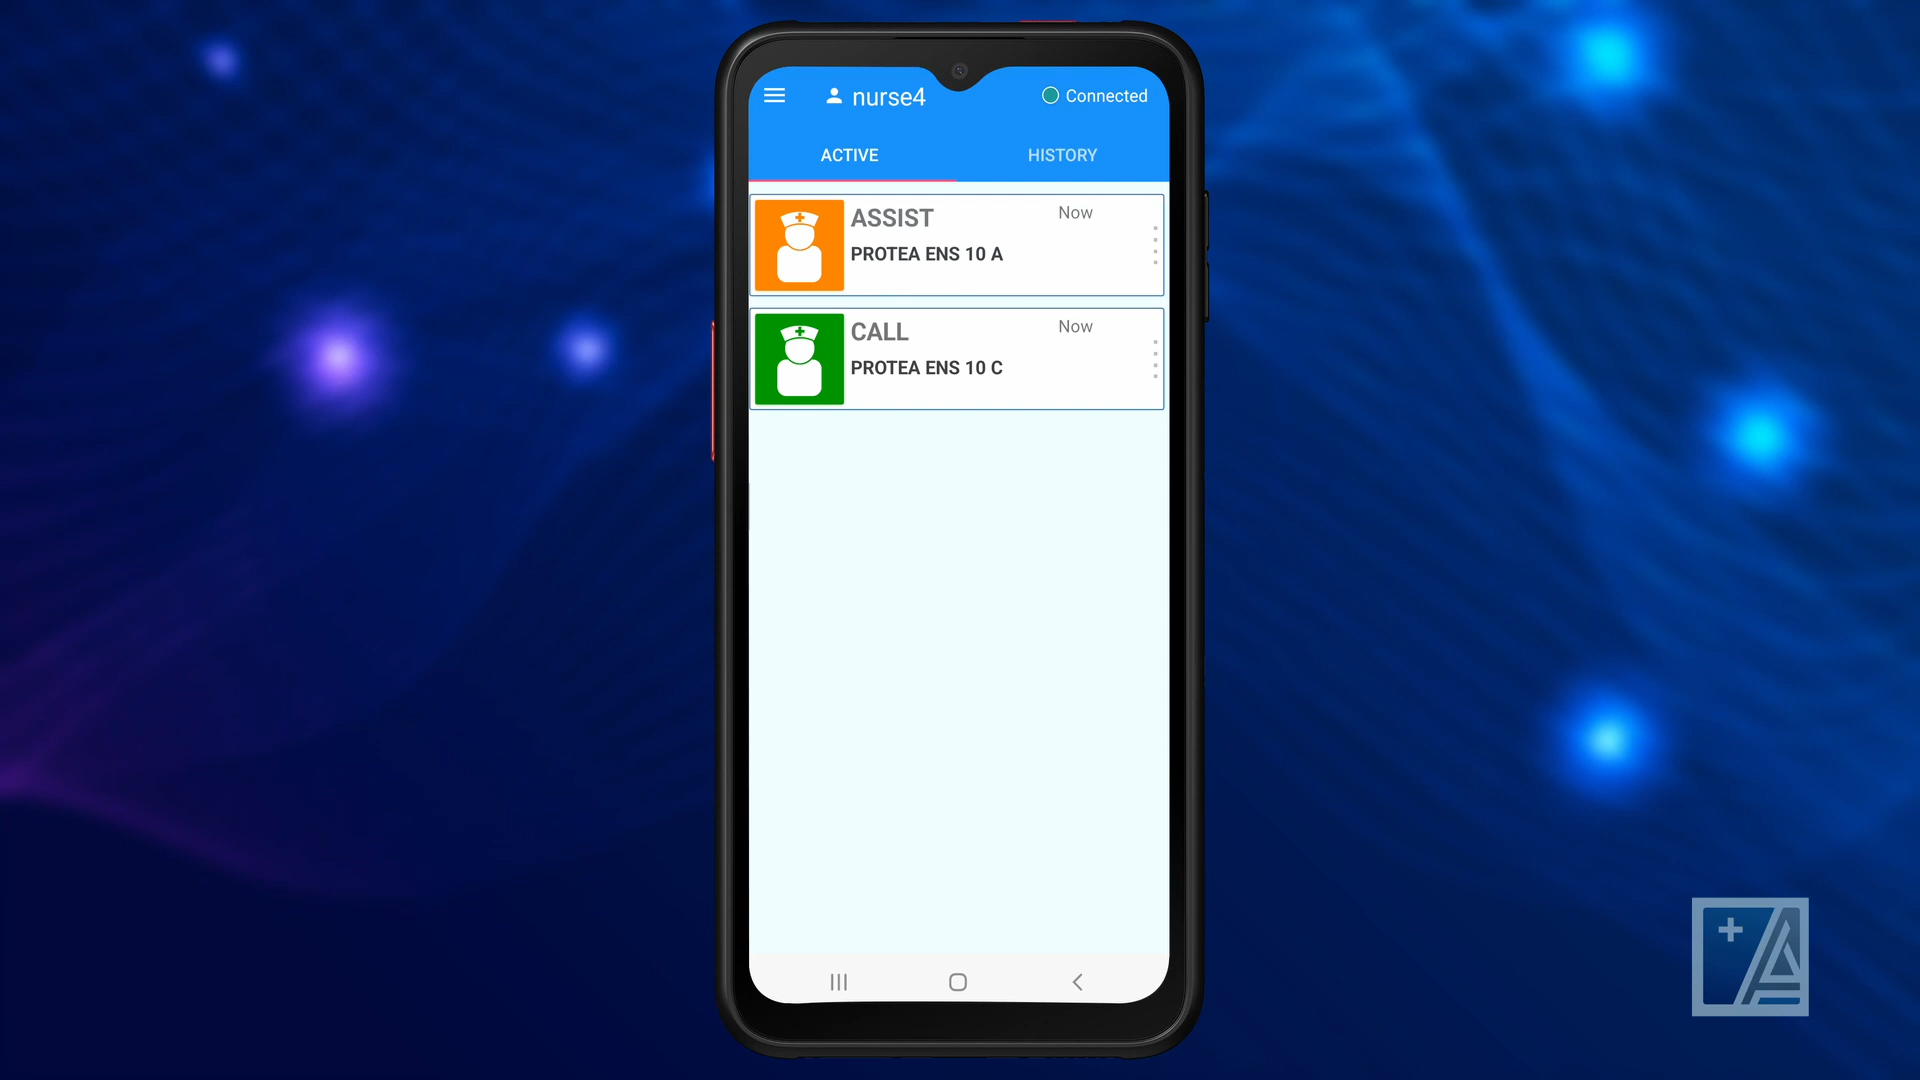 nurse4
Connected
ACTIVE
HISTORY
ASSIST
Now
PROTEA ENS 10 A
CALL
Now
PROTEA ENS 10 C